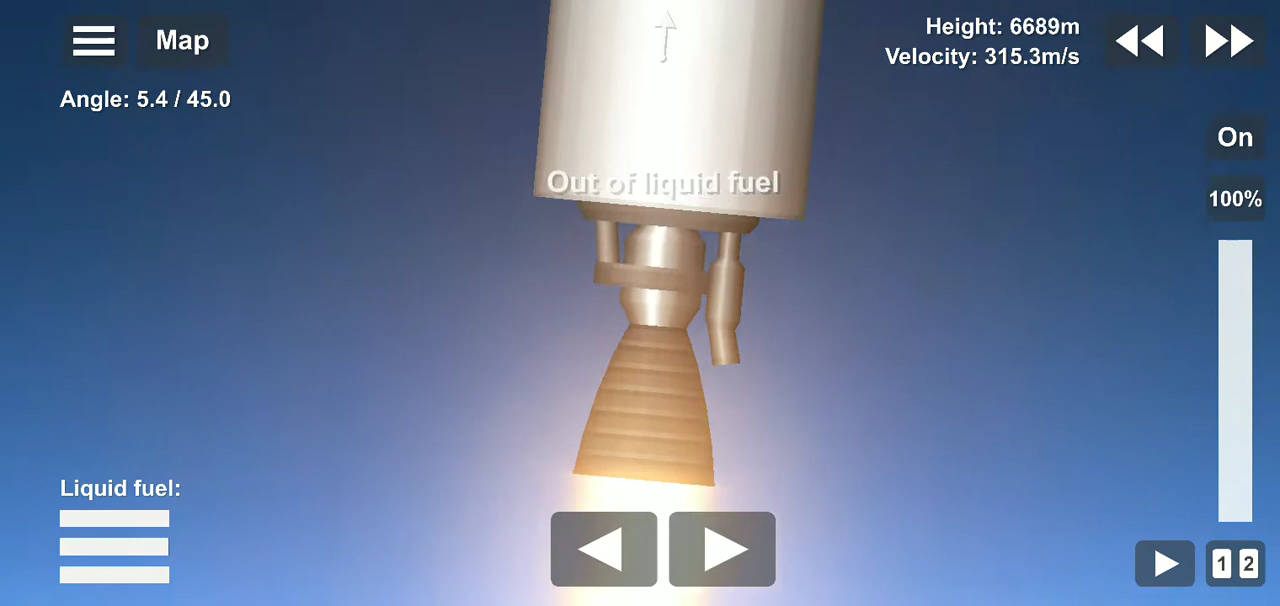 Map
Height: 6689m
Velocity: 315.3m/s
Angle: 5.4 / 45.0
On
Out of liquid fuel
100%
Liquid fuel:
1 2